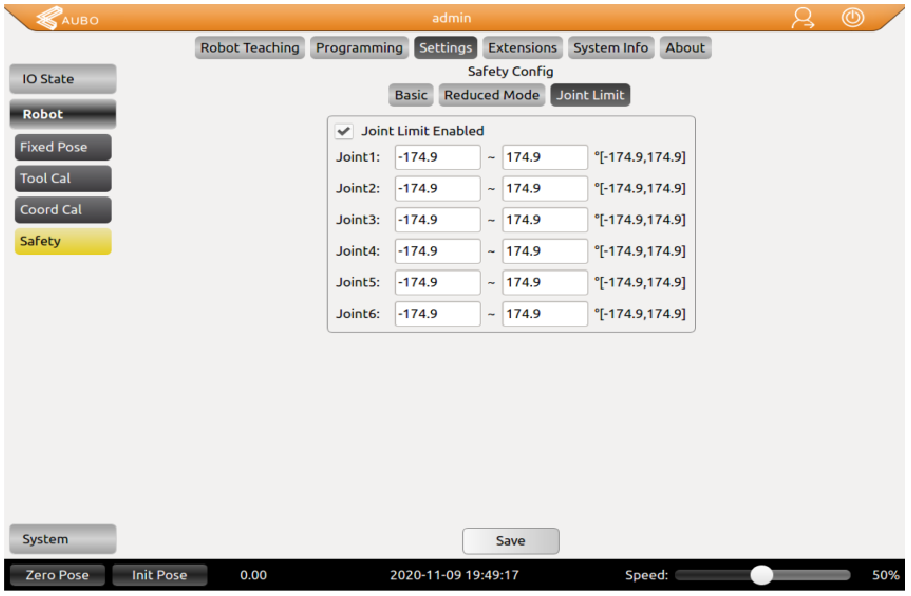 AUBO
admin
Robot Teaching Programming Settings Extensions System Info About
Safety Config
IO State
Basic Reduced Mode Joint Limit
Robot
Joint Limit Enabled
Fixed Pose
Joint1: -174.9 ~ 174.9 °[-174.9,174.9]
Tool Cal
Joint2: -174.9 ~ 174.9 °[-174.9,174.9]
Coord Cal
Joint3: -174.9 ~ 174.9 °[-174.9,174.9]
Safety
Joint4: -174.9 ~ 174.9 °[-174.9,174.9]
Joint5: -174.9 ~ 174.9 °[-174.9,174.9]
Joint6: -174.9 ~ 174.9 °[-174.9,174.9]
System
Save
Zero Pose Init Pose 0.00 2020-11-09 19:49:17 Speed: 50%